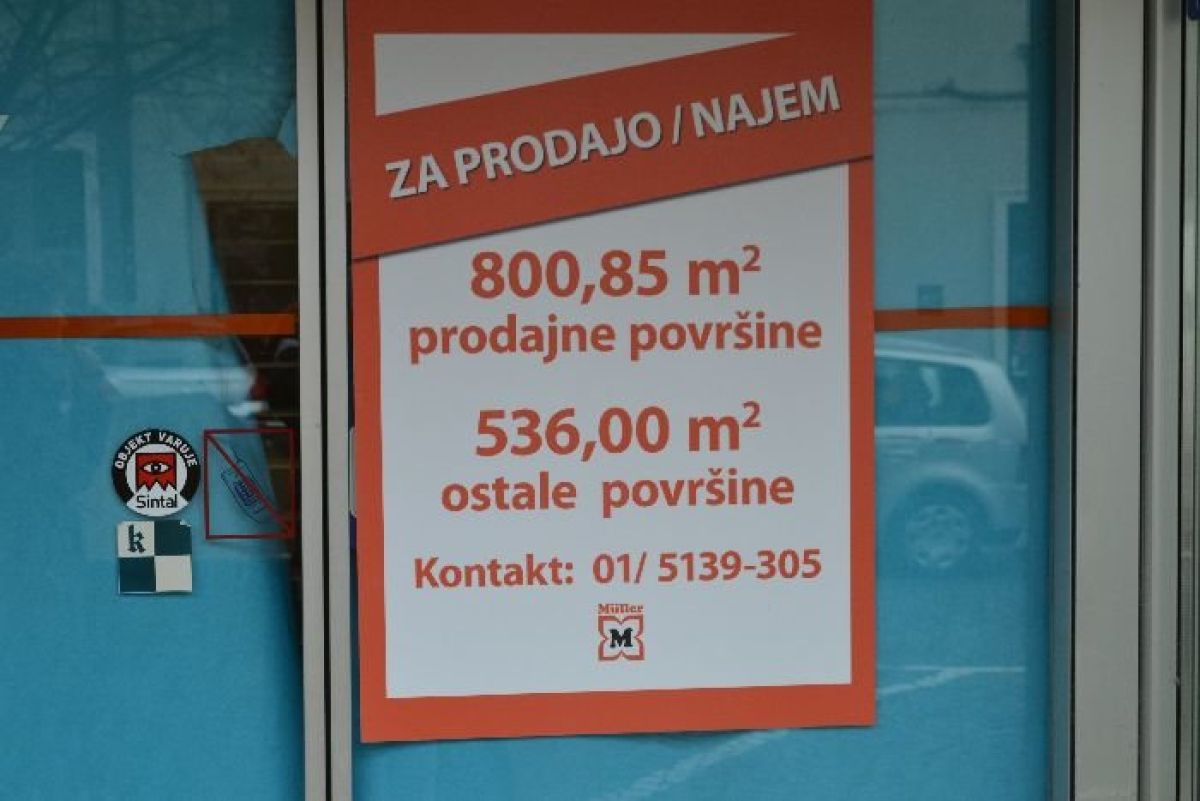 ZA PRODAJO / NAJEM
800,85 m²
prodajne površine
536,00 m²
ostale površine
Kontakt: 01/ 5139-305
Müller
M
OBJEKT VARUJE
Sintal
k